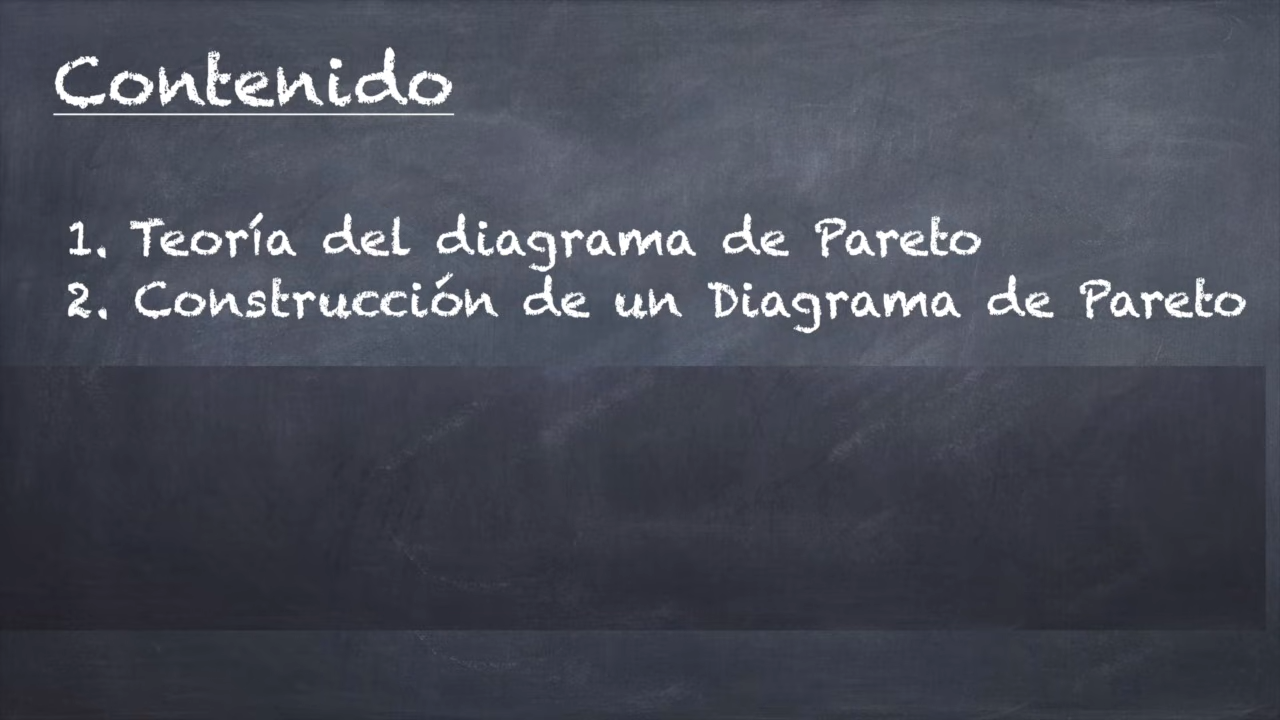 Contenido
1. Teoría del diagrama de Pareto
2. Construcción de un Diagrama de Pareto